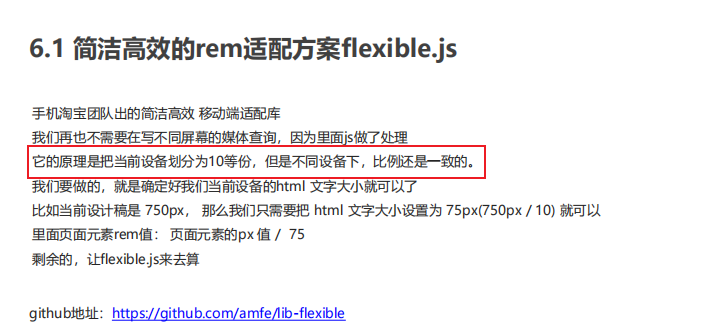 6.1 简洁高效的rem适配方案flexible.js
手机淘宝团队出的简洁高效 移动端适配库
我们再也不需要在写不同屏幕的媒体查询，因为里面js做了处理
它的原理是把当前设备划分为10等份，但是不同设备下，比例还是一致的。
我们要做的，就是确定好我们当前设备的html 文字大小就可以了
比如当前设计稿是 750px， 那么我们只需要把 html 文字大小设置为 75px(750px / 10) 就可以
里面页面元素rem值： 页面元素的px 值 / 75
剩余的，让flexible.js来去算
github地址：https://github.com/amfe/lib-flexible